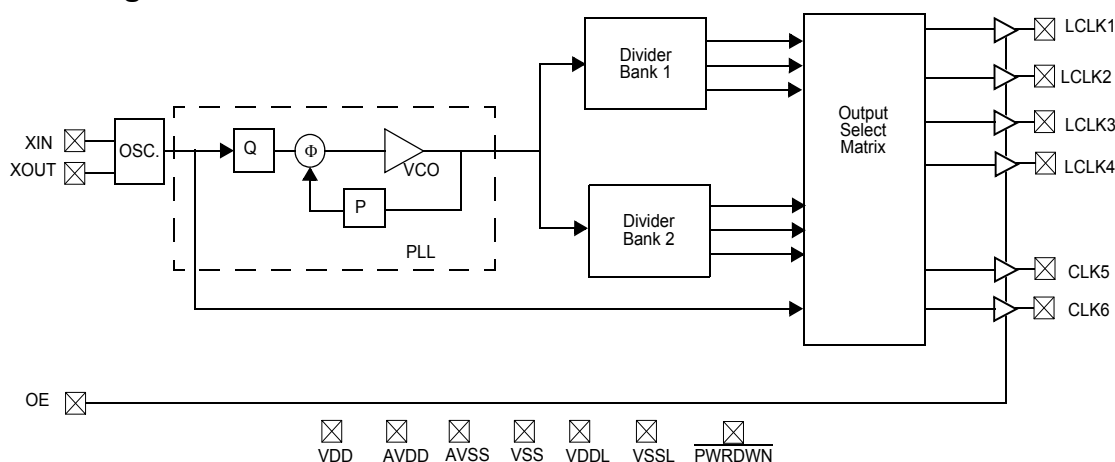 Divider
Bank 1
Output
Select
Matrix
LCLK1
LCLK2
LCLK3
LCLK4
XIN
XOUT
OSC.
Q
Φ
VCO
P
PLL
Divider
Bank 2
CLK5
CLK6
OE
VDD
AVDD
AVSS
VSS
VDDL
VSSL
PWRDWN